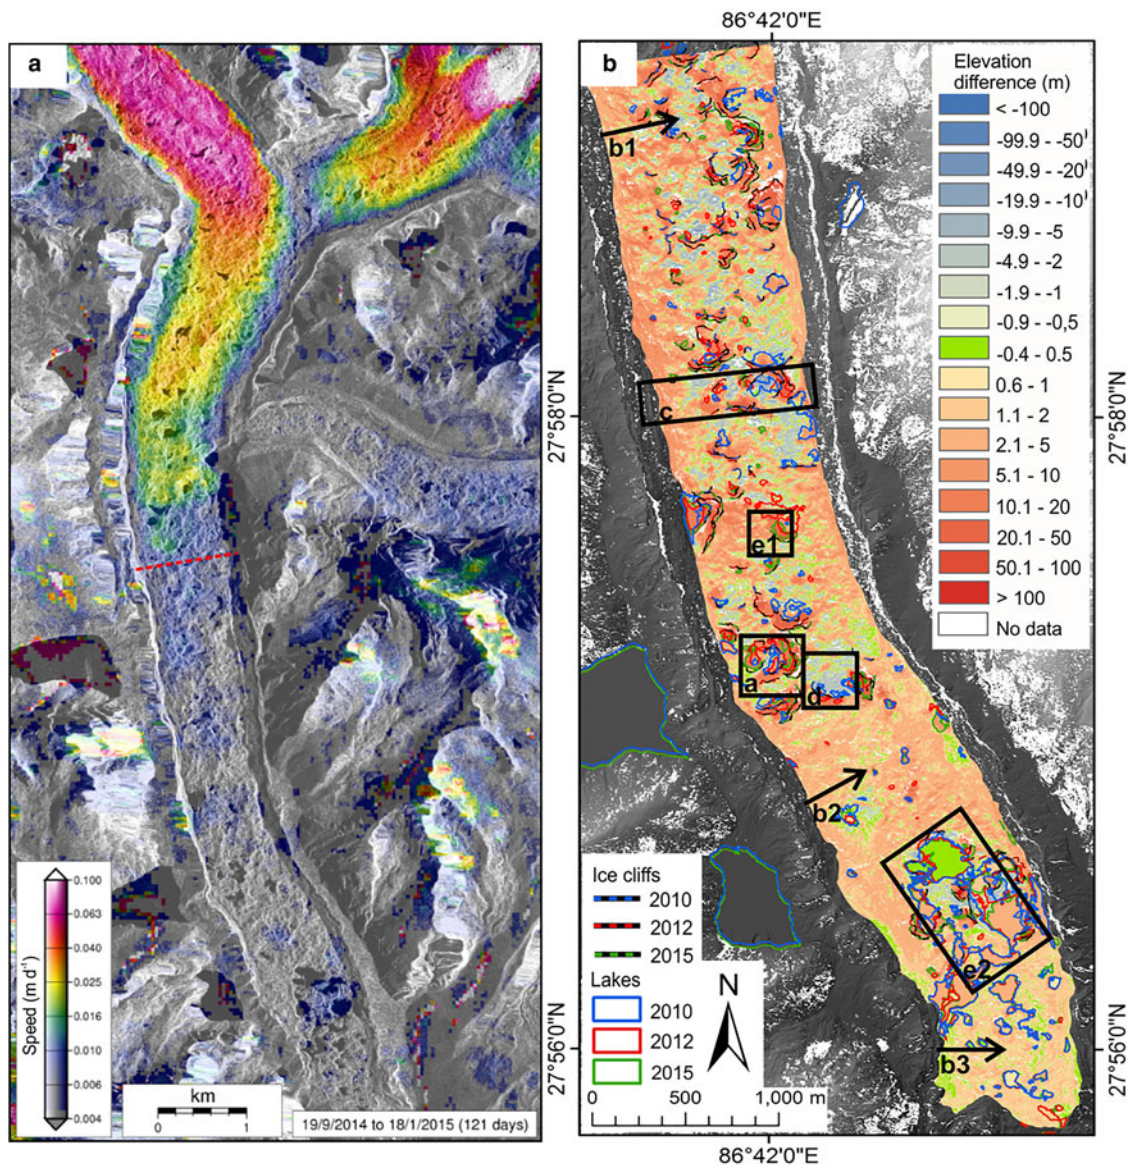 a
0.100
0.063
0.040
0.025
0.016
0.010
0.006
0.004
Speed (m d⁻¹)
km
0 1
19/9/2014 to 18/1/2015 (121 days)
86°42'0"E
b
Elevation
difference (m)
< -100
-99.9 - -50
-49.9 - -20
-19.9 - -10
-9.9 - -5
-4.9 - -2
-1.9 - -1
-0.9 - -0,5
-0.4 - 0.5
0.6 - 1
1.1 - 2
2.1 - 5
5.1 - 10
10.1 - 20
20.1 - 50
50.1 - 100
> 100
No data
b1
c
e1
a
d
b2
e2
b3
27°58'0"N
27°58'0"N
27°56'0"N
27°56'0"N
Ice cliffs
2010
2012
2015
Lakes
2010
2012
2015
N
0 500 1,000 m
86°42'0"E